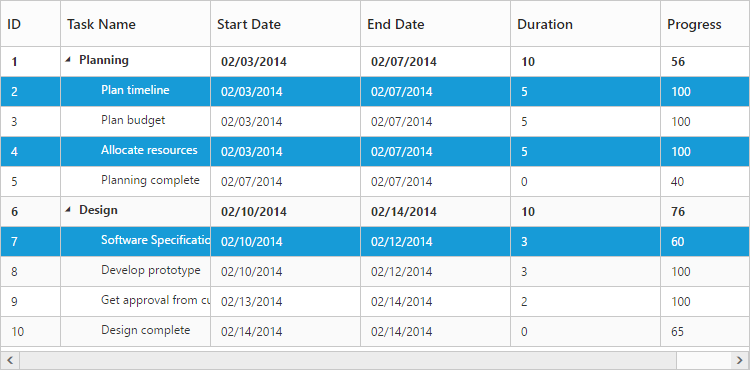 ID Task Name Start Date End Date Duration Progress
1 Planning 02/03/2014 02/07/2014 10 56
2 Plan timeline 02/03/2014 02/07/2014 5 100
3 Plan budget 02/03/2014 02/07/2014 5 100
4 Allocate resources 02/03/2014 02/07/2014 5 100
5 Planning complete 02/07/2014 02/07/2014 0 40
6 Design 02/10/2014 02/14/2014 10 76
7 Software Specificatio 02/10/2014 02/12/2014 3 60
8 Develop prototype 02/10/2014 02/12/2014 3 100
9 Get approval from cu 02/13/2014 02/14/2014 2 100
10 Design complete 02/14/2014 02/14/2014 0 65